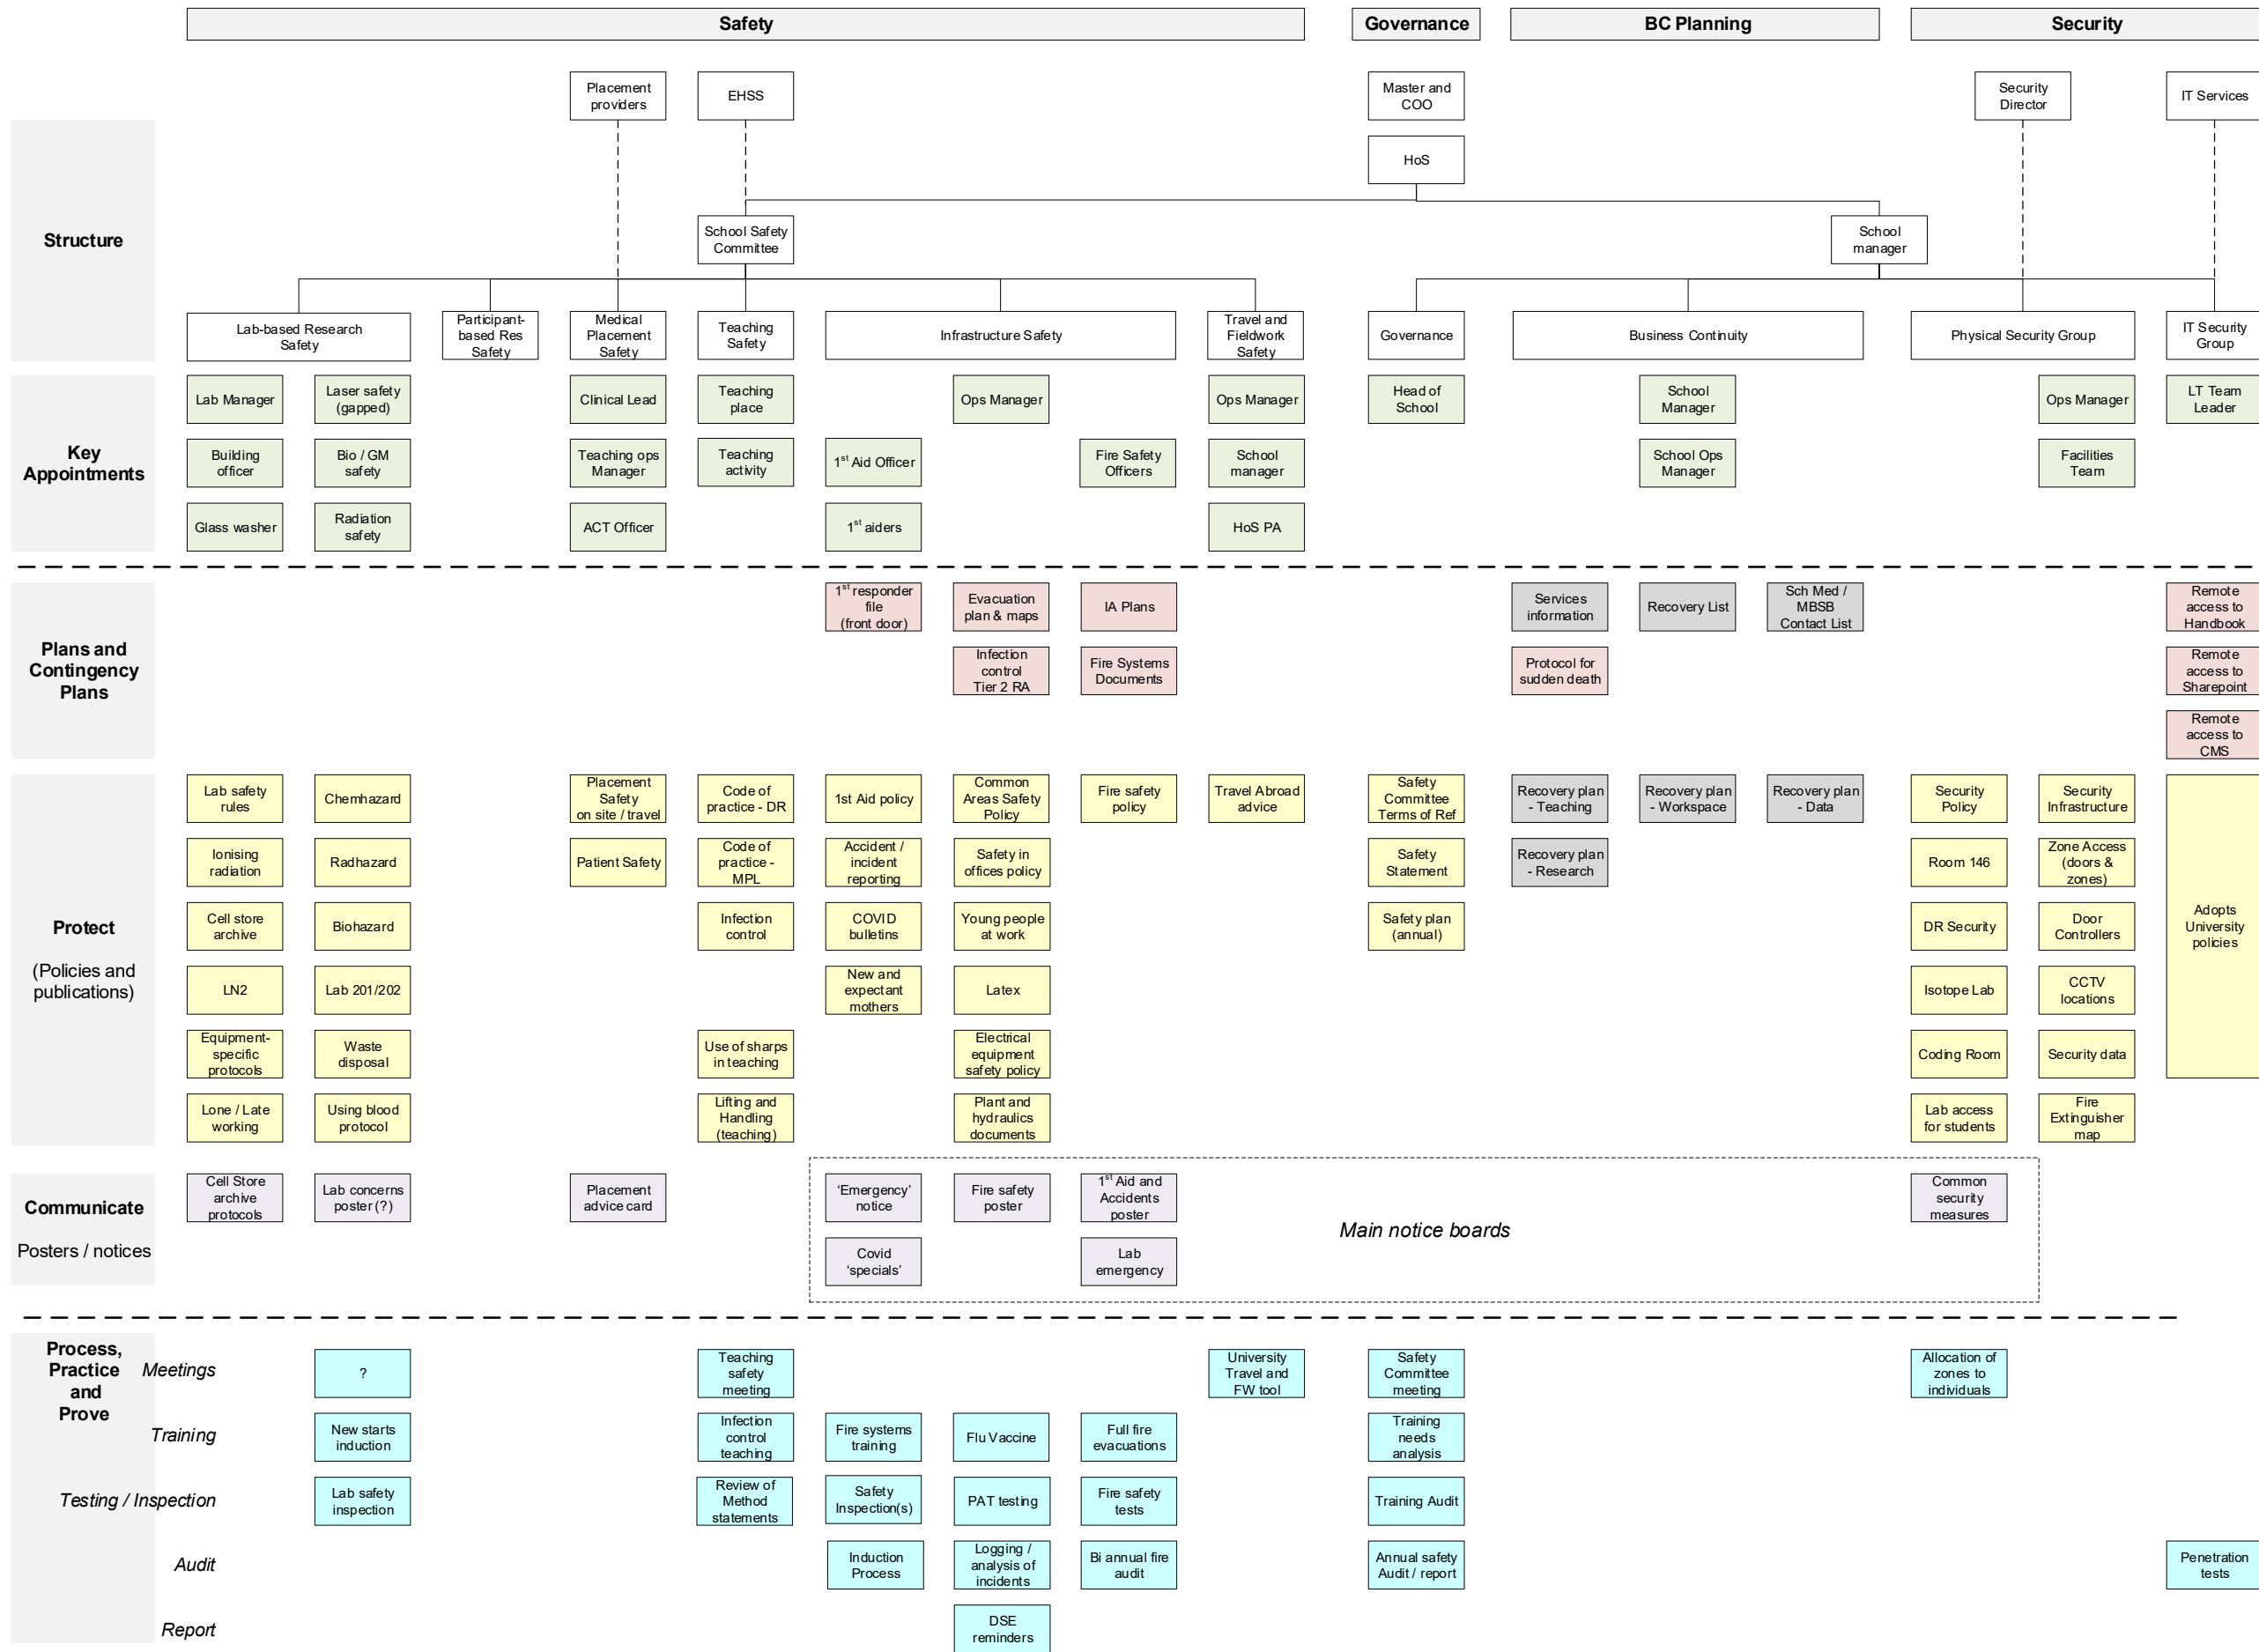 Safety
Governance
BC Planning
Security
Placement
providers
EHSS
Master and
COO
Security
Director
IT Services
HoS
Structure
School Safety
Committee
School
manager
Lab-based Research
Safety
Participant-
based Res
Safety
Medical
Placement
Safety
Teaching
Safety
Infrastructure Safety
Travel and
Fieldwork
Safety
Governance
Business Continuity
Physical Security Group
IT Security
Group
Key
Appointments
Lab Manager
Laser safety
(gapped)
Clinical Lead
Teaching
place
Ops Manager
Ops Manager
Head of
School
School
Manager
Ops Manager
LT Team
Leader
Building
officer
Bio / GM
safety
Teaching ops
Manager
Teaching
activity
1st Aid Officer
Fire Safety
Officers
School
manager
School Ops
Manager
Facilities
Team
Glass washer
Radiation
safety
ACT Officer
1st aiders
HoS PA
Plans and
Contingency
Plans
1st responder
file
(front door)
Evacuation
plan & maps
IA Plans
Services
information
Recovery List
Sch Med /
MBSB
Contact List
Remote
access to
Handbook
Infection
control
Tier 2 RA
Fire Systems
Documents
Protocol for
sudden death
Remote
access to
Sharepoint
Remote
access to
CMS
Protect
(Policies and
publications)
Lab safety
rules
Chemhazard
Placement
Safety
on site / travel
Code of
practice - DR
1st Aid policy
Common
Areas Safety
Policy
Fire safety
policy
Travel Abroad
advice
Safety
Committee
Terms of Ref
Recovery plan
- Teaching
Recovery plan
- Workspace
Recovery plan
- Data
Security
Policy
Security
Infrastructure
Adopts
University
policies
Ionising
radiation
Radhazard
Patient Safety
Code of
practice -
MPL
Accident /
incident
reporting
Safety in
offices policy
Safety
Statement
Recovery plan
- Research
Room 146
Zone Access
(doors &
zones)
Cell store
archive
Biohazard
Infection
control
COVID
bulletins
Young people
at work
Safety plan
(annual)
DR Security
Door
Controllers
LN2
Lab 201/202
New and
expectant
mothers
Latex
Isotope Lab
CCTV
locations
Equipment-
specific
protocols
Waste
disposal
Use of sharps
in teaching
Electrical
equipment
safety policy
Coding Room
Security data
Lone / Late
working
Using blood
protocol
Lifting and
Handling
(teaching)
Plant and
hydraulics
documents
Lab access
for students
Fire
Extinguisher
map
Communicate
Posters / notices
Cell Store
archive
protocols
Lab concerns
poster (?)
Placement
advice card
‘Emergency’
notice
Fire safety
poster
1st Aid and
Accidents
poster
Main notice boards
Common
security
measures
Covid
‘specials’
Lab
emergency
Process,
Practice
and
Prove
Meetings
?
Teaching
safety
meeting
University
Travel and
FW tool
Safety
Committee
meeting
Allocation of
zones to
individuals
Training
New starts
induction
Infection
control
teaching
Fire systems
training
Flu Vaccine
Full fire
evacuations
Training
needs
analysis
Testing / Inspection
Lab safety
inspection
Review of
Method
statements
Safety
Inspection(s)
PAT testing
Fire safety
tests
Training Audit
Audit
Induction
Process
Logging /
analysis of
incidents
Bi annual fire
audit
Annual safety
Audit / report
Penetration
tests
Report
DSE
reminders